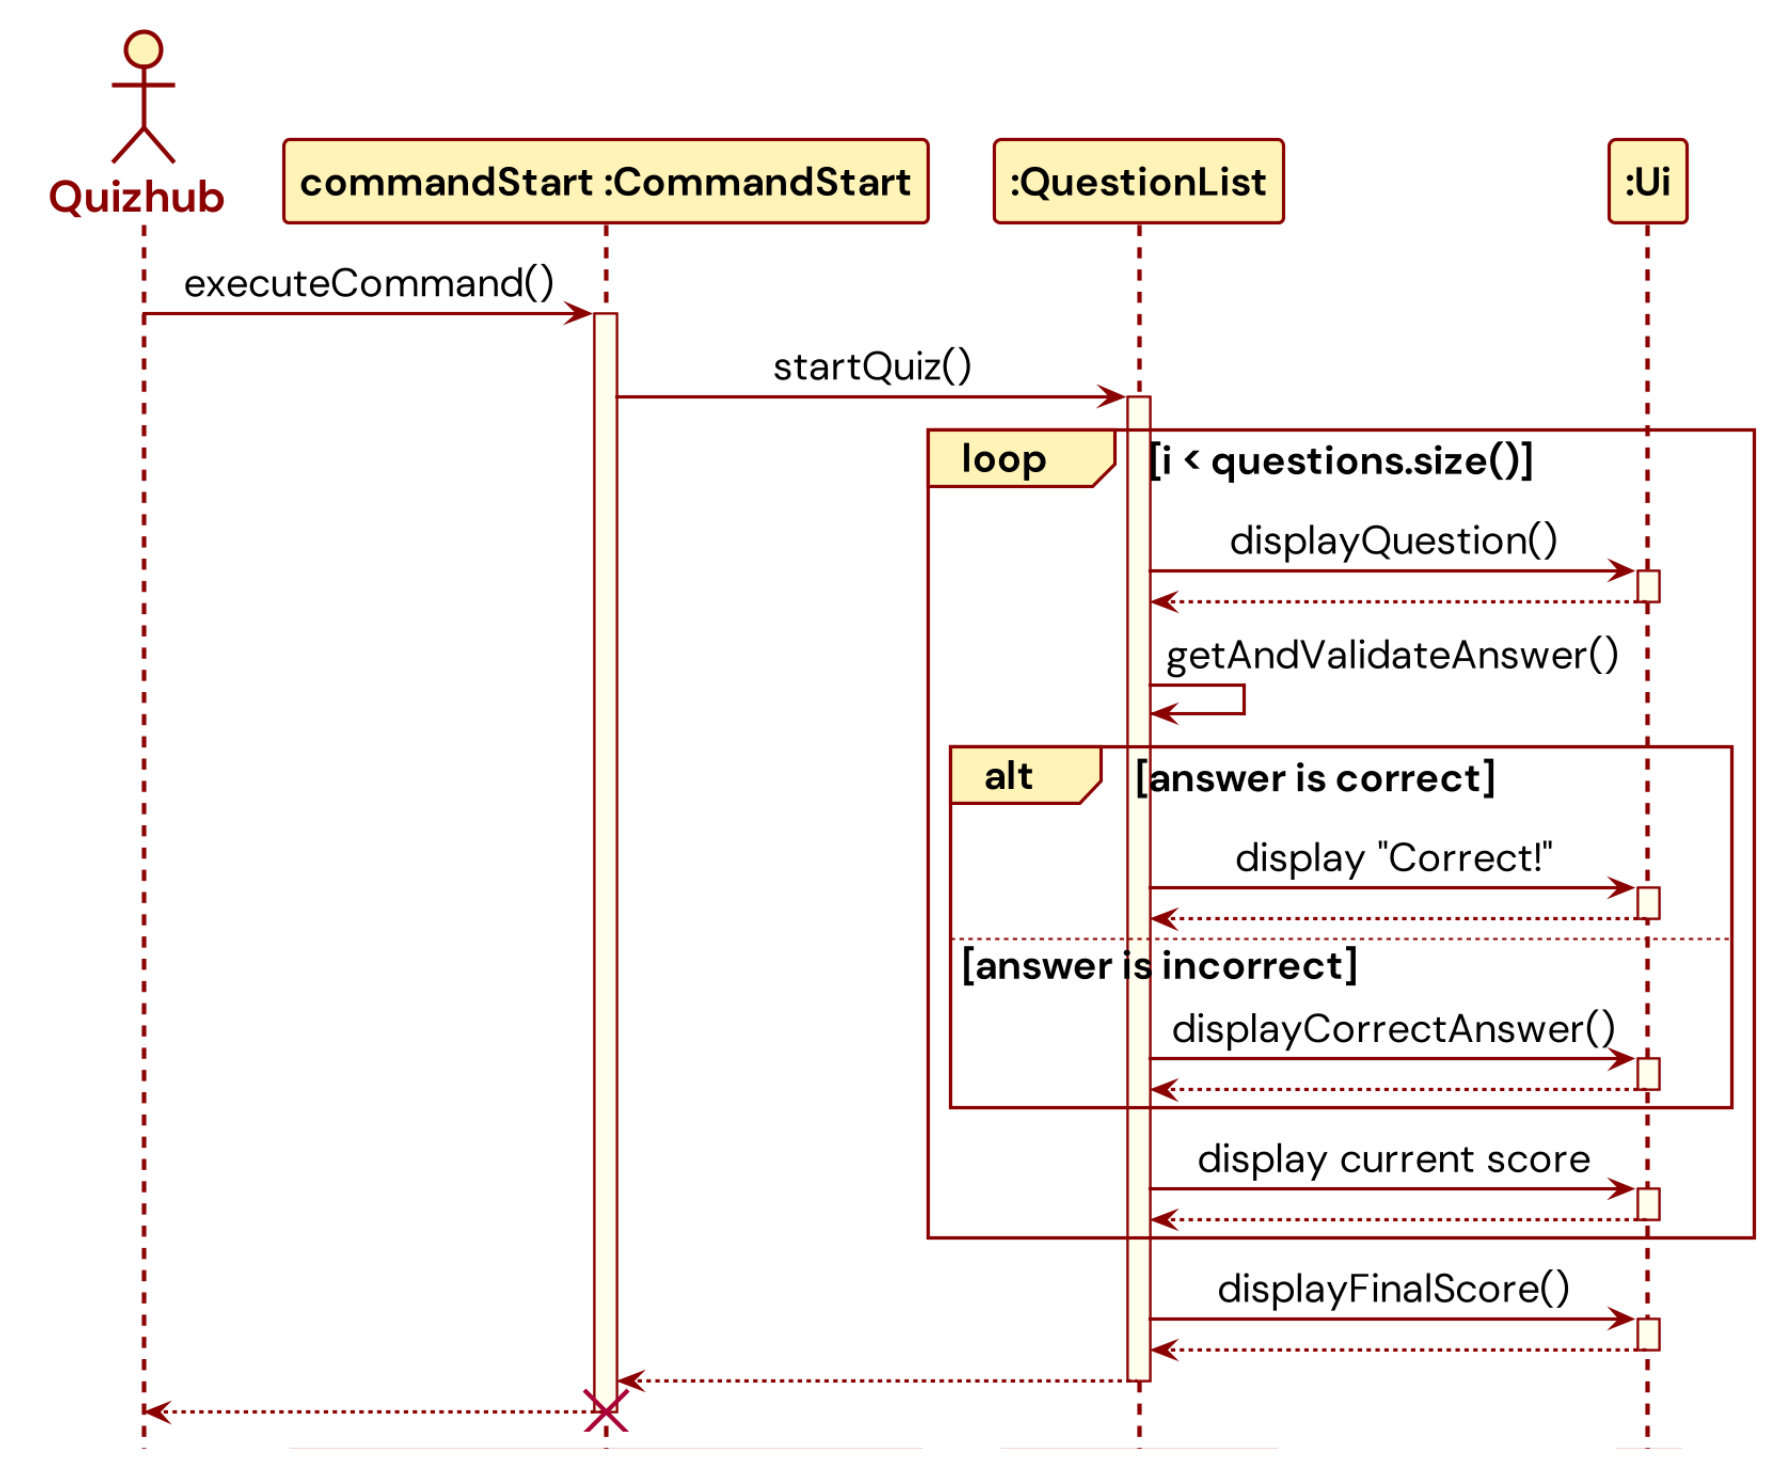 Quizhub
commandStart :CommandStart
:QuestionList
:Ui
executeCommand()
startQuiz()
loop
[i < questions.size()]
displayQuestion()
getAndValidateAnswer()
alt
[answer is correct]
display "Correct!"
[answer is incorrect]
displayCorrectAnswer()
display current score
displayFinalScore()